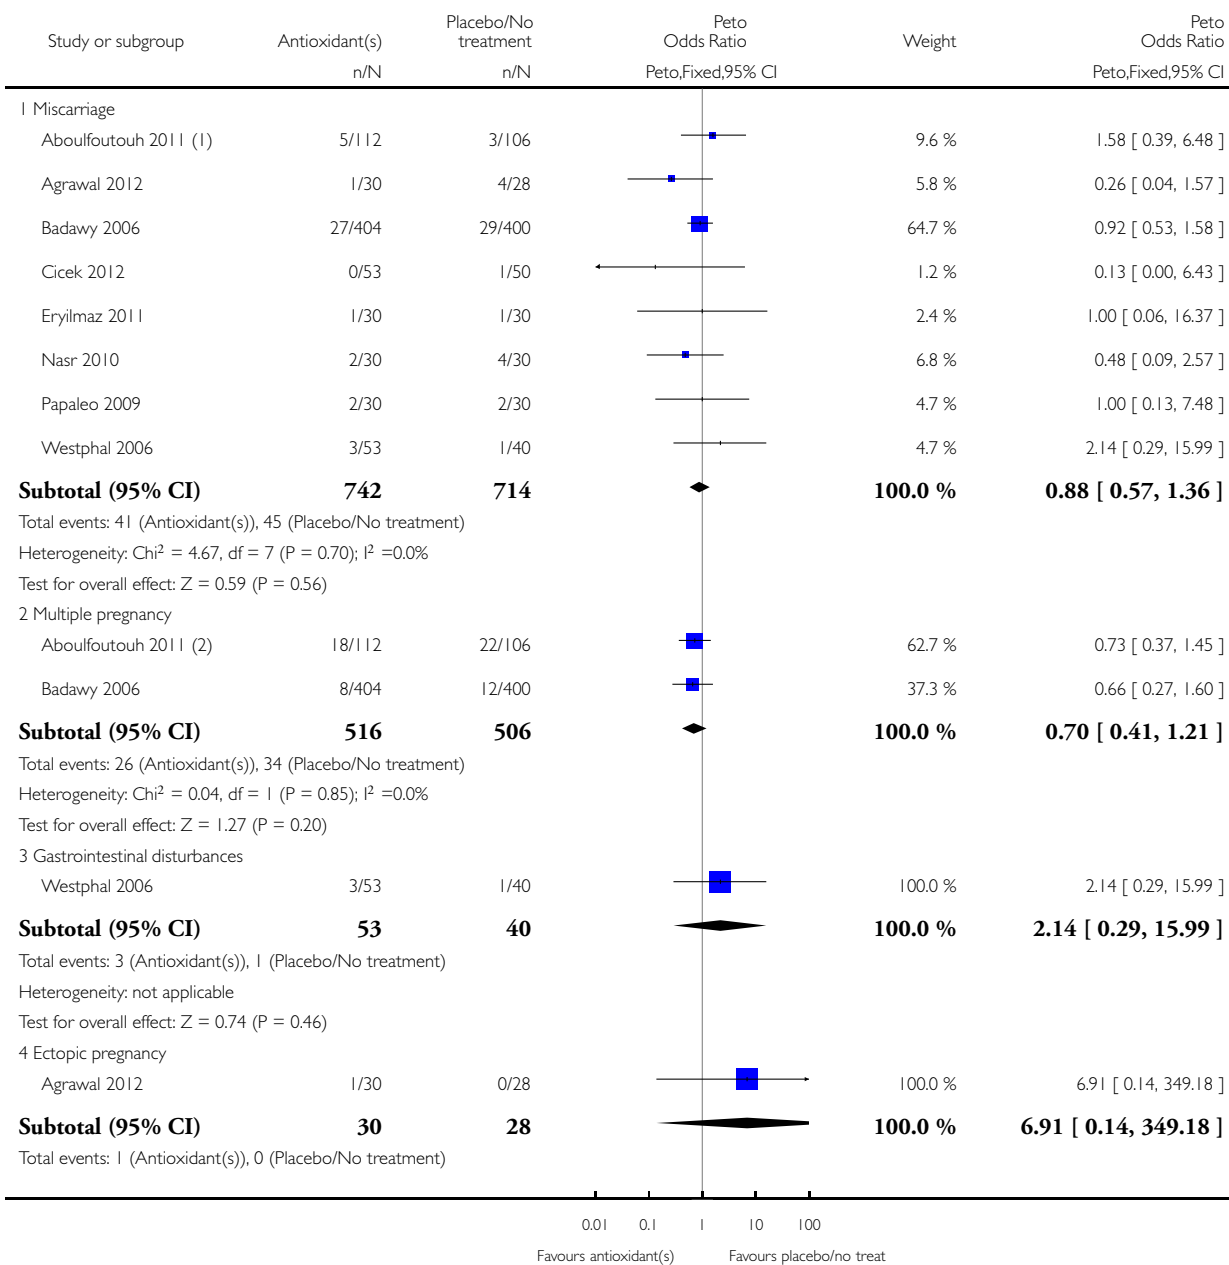 Study or subgroup Antioxidant(s) Placebo/No treatment Peto Odds Ratio Weight Peto Odds Ratio
n/N n/N Peto,Fixed,95% CI Peto,Fixed,95% CI
1 Miscarriage
Aboulfoutouh 2011 (1) 5/112 3/106 9.6 % 1.58 [ 0.39, 6.48 ]
Agrawal 2012 1/30 4/28 5.8 % 0.26 [ 0.04, 1.57 ]
Badawy 2006 27/404 29/400 64.7 % 0.92 [ 0.53, 1.58 ]
Cicek 2012 0/53 1/50 1.2 % 0.13 [ 0.00, 6.43 ]
Eryilmaz 2011 1/30 1/30 2.4 % 1.00 [ 0.06, 16.37 ]
Nasr 2010 2/30 4/30 6.8 % 0.48 [ 0.09, 2.57 ]
Papaleo 2009 2/30 2/30 4.7 % 1.00 [ 0.13, 7.48 ]
Westphal 2006 3/53 1/40 4.7 % 2.14 [ 0.29, 15.99 ]
Subtotal (95% CI) 742 714 100.0 % 0.88 [ 0.57, 1.36 ]
Total events: 41 (Antioxidant(s)), 45 (Placebo/No treatment)
Heterogeneity: Chi² = 4.67, df = 7 (P = 0.70); I² =0.0%
Test for overall effect: Z = 0.59 (P = 0.56)
2 Multiple pregnancy
Aboulfoutouh 2011 (2) 18/112 22/106 62.7 % 0.73 [ 0.37, 1.45 ]
Badawy 2006 8/404 12/400 37.3 % 0.66 [ 0.27, 1.60 ]
Subtotal (95% CI) 516 506 100.0 % 0.70 [ 0.41, 1.21 ]
Total events: 26 (Antioxidant(s)), 34 (Placebo/No treatment)
Heterogeneity: Chi² = 0.04, df = 1 (P = 0.85); I² =0.0%
Test for overall effect: Z = 1.27 (P = 0.20)
3 Gastrointestinal disturbances
Westphal 2006 3/53 1/40 100.0 % 2.14 [ 0.29, 15.99 ]
Subtotal (95% CI) 53 40 100.0 % 2.14 [ 0.29, 15.99 ]
Total events: 3 (Antioxidant(s)), 1 (Placebo/No treatment)
Heterogeneity: not applicable
Test for overall effect: Z = 0.74 (P = 0.46)
4 Ectopic pregnancy
Agrawal 2012 1/30 0/28 100.0 % 6.91 [ 0.14, 349.18 ]
Subtotal (95% CI) 30 28 100.0 % 6.91 [ 0.14, 349.18 ]
Total events: 1 (Antioxidant(s)), 0 (Placebo/No treatment)
0.01 0.1 1 10 100
Favours antioxidant(s) Favours placebo/no treat